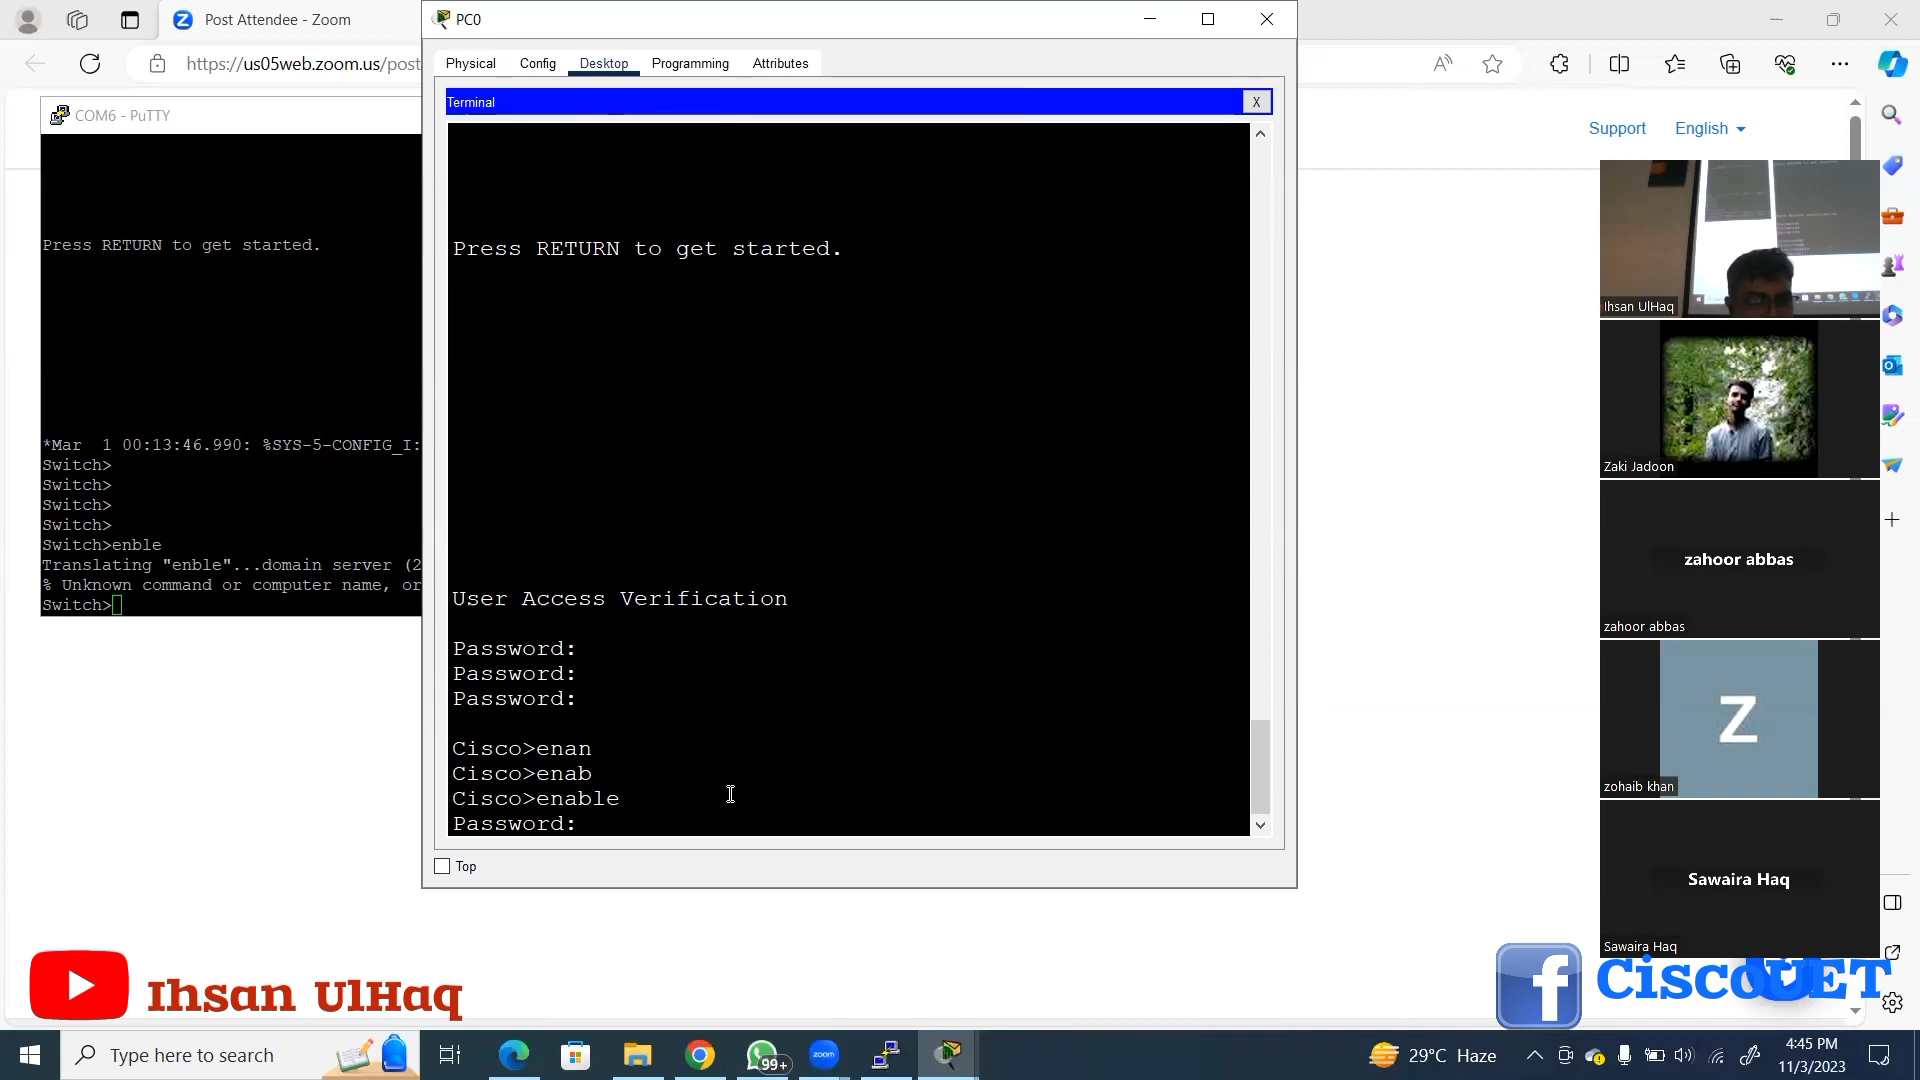 Post Attendee - Zoom
https://us05web.zoom.us/post
PC0
Physical
Config
Desktop
Programming
Attributes
Terminal
X
Press RETURN to get started.
User Access Verification
Password:
Password:
Password:
Cisco>enan
Cisco>enab
Cisco>enable
Password:
Top
COM6 - PuTTY
Press RETURN to get started.
*Mar  1 00:13:46.990: %SYS-5-CONFIG_I:
Switch>
Switch>
Switch>
Switch>
Switch>enble
Translating "enble"...domain server (2
% Unknown command or computer name, or
Switch>
Support
English
Ihsan UlHaq
Zaki Jadoon
zahoor abbas
zahoor abbas
Z
zohaib khan
Sawaira Haq
Sawaira Haq
Ihsan UlHaq
f
CiscoUET
Type here to search
99+
zoom
29°C Haze
4:45 PM
11/3/2023